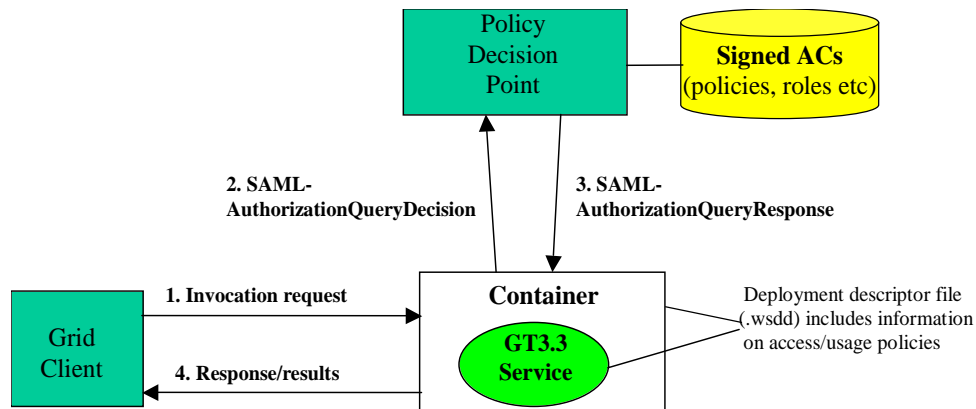 Policy
Decision
Point
Signed ACs
(policies, roles etc)
2. SAML-
AuthorizationQueryDecision
3. SAML-
AuthorizationQueryResponse
1. Invocation request
Grid
Client
4. Response/results
Container
GT3.3
Service
Deployment descriptor file
(.wsdd) includes information
on access/usage policies